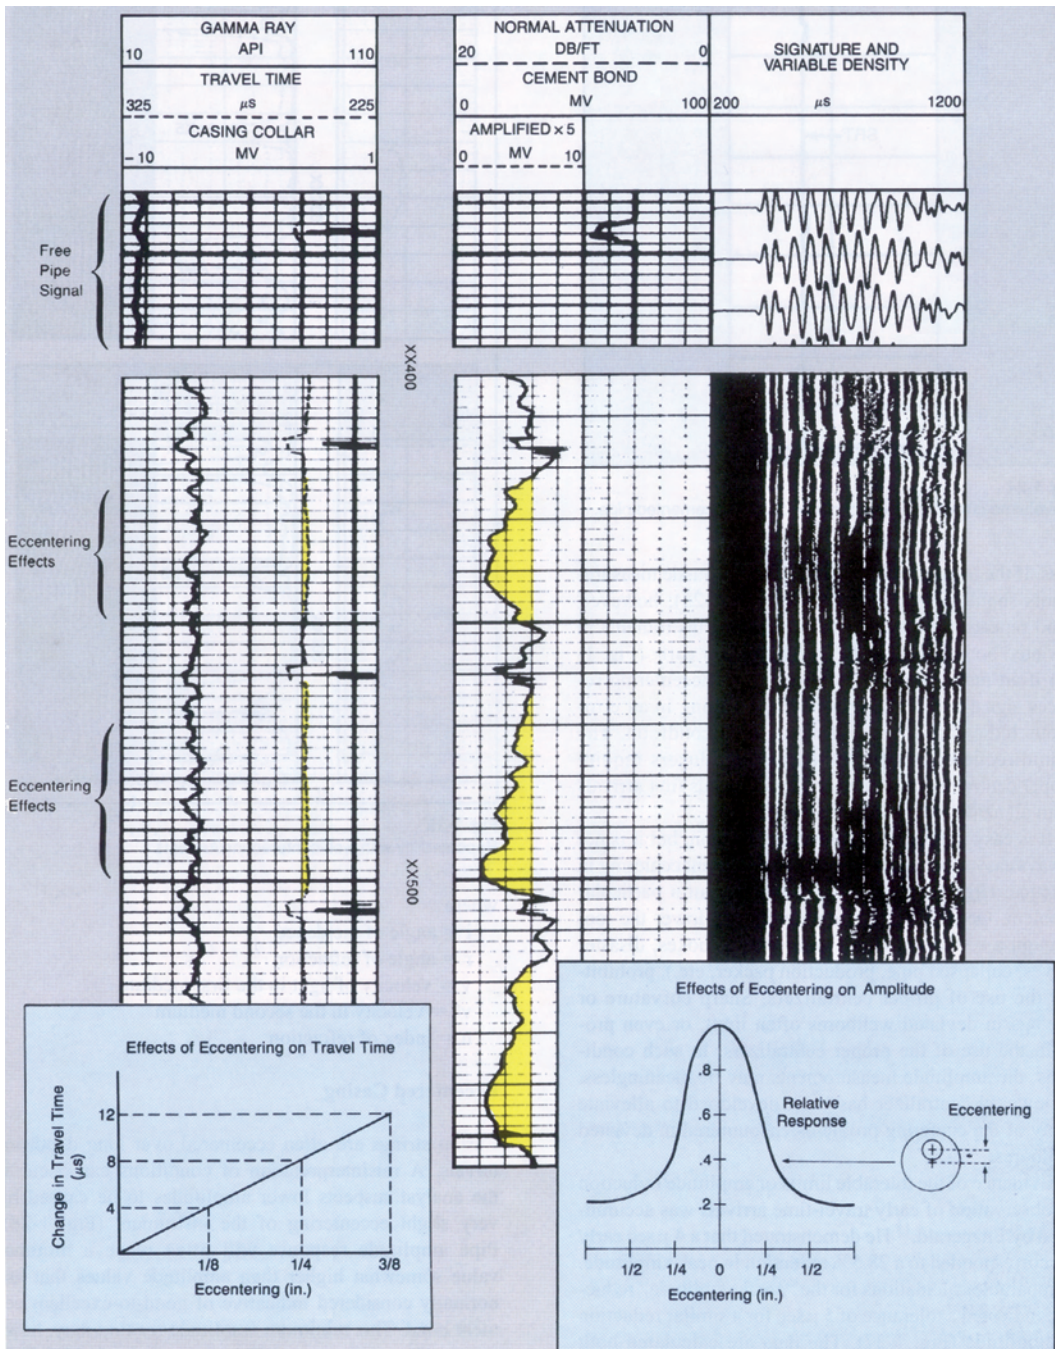 GAMMA RAY
API
10 110
TRAVEL TIME
μs
325 225
CASING COLLAR
MV
-10 1
NORMAL ATTENUATION
DB/FT
20 0
CEMENT BOND
MV
0 100
AMPLIFIED × 5
MV
0 10
SIGNATURE AND
VARIABLE DENSITY
200 μs 1200
Free
Pipe
Signal
XX400
Eccentering
Effects
Eccentering
Effects
XX500
Effects of Eccentering on Travel Time
Change in Travel Time
(μs)
12
8
4
1/8 1/4 3/8
Eccentering (in.)
Effects of Eccentering on Amplitude
.8
.6
.4
.2
Relative
Response
Eccentering
1/2 1/4 0 1/4 1/2
Eccentering (in.)